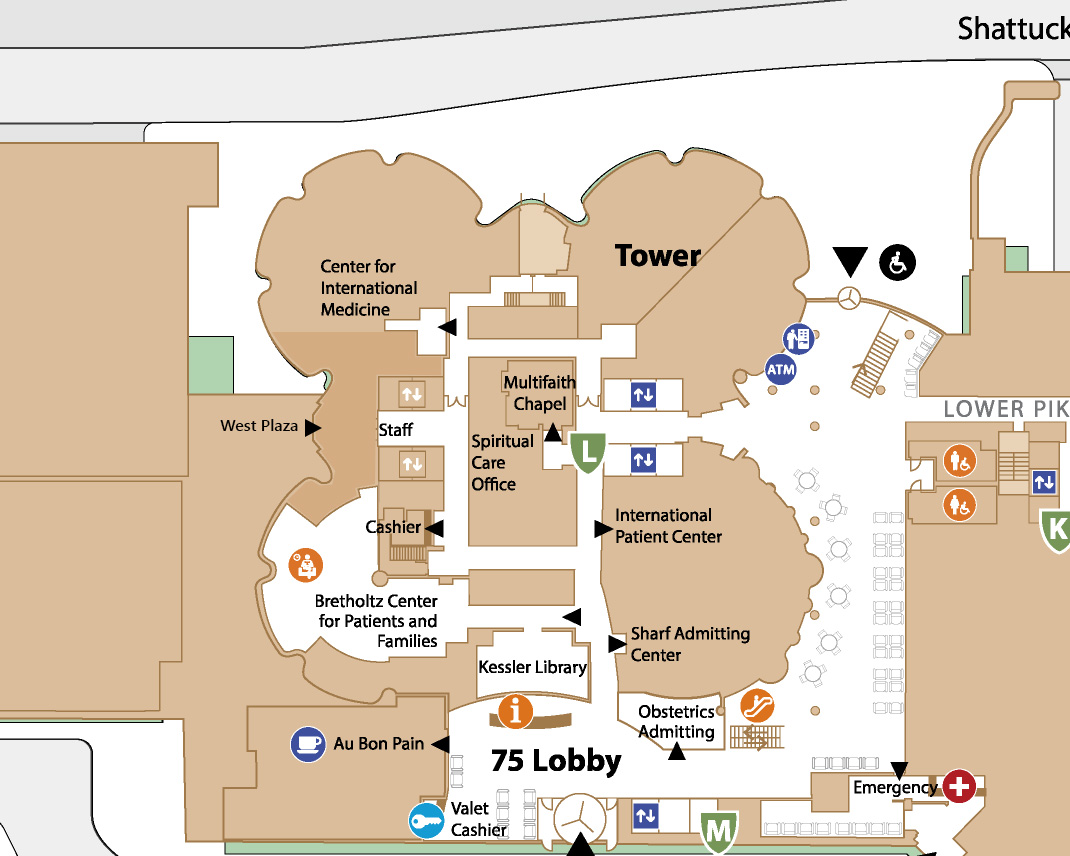 Shattuck
Tower
Center for
International
Medicine
ATM
Multifaith
Chapel
LOWER PIK
West Plaza
Staff
Spiritual
Care
Office
L
K
Cashier
International
Patient Center
Bretholtz Center
for Patients and
Families
Sharf Admitting
Center
Kessler Library
i
Obstetrics
Admitting
Au Bon Pain
75 Lobby
Emergency
Valet
Cashier
M